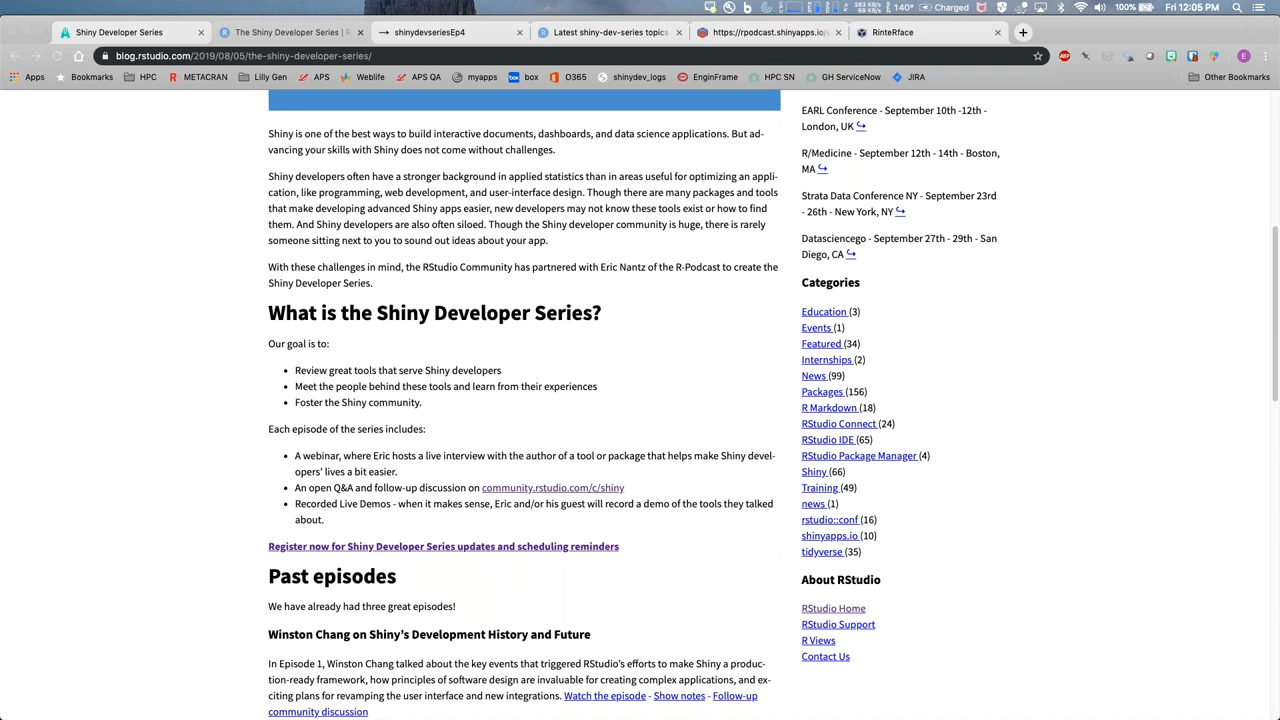 140°
Charged
Fri 12:05 PM
Shiny Developer Series
The Shiny Developer Series | R
shinydevseriesEp4
Latest shiny-dev-series topics
https://rpodcast.shinyapps.io/s
RinteRface
blog.rstudio.com/2019/08/05/the-shiny-developer-series/
Apps
Bookmarks
HPC
METACRAN
Lilly Gen
APS
Weblife
APS QA
myapps
box
O365
shinydev_logs
EnginFrame
HPC SN
GH ServiceNow
JIRA
Other Bookmarks
Shiny is one of the best ways to build interactive documents, dashboards, and data science applications. But ad-
vancing your skills with Shiny does not come without challenges.
Shiny developers often have a stronger background in applied statistics than in areas useful for optimizing an appli-
cation, like programming, web development, and user-interface design. Though there are many packages and tools
that make developing advanced Shiny apps easier, new developers may not know these tools exist or how to find
them. And Shiny developers are also often siloed. Though the Shiny developer community is huge, there is rarely
someone sitting next to you to sound out ideas about your app.
With these challenges in mind, the RStudio Community has partnered with Eric Nantz of the R-Podcast to create the
Shiny Developer Series.
What is the Shiny Developer Series?
Our goal is to:
• Review great tools that serve Shiny developers
• Meet the people behind these tools and learn from their experiences
• Foster the Shiny community.
Each episode of the series includes:
• A webinar, where Eric hosts a live interview with the author of a tool or package that helps make Shiny devel-
opers' lives a bit easier.
• An open Q&A and follow-up discussion on community.rstudio.com/c/shiny
• Recorded Live Demos - when it makes sense, Eric and/or his guest will record a demo of the tools they talked
about.
Register now for Shiny Developer Series updates and scheduling reminders
Past episodes
We have already had three great episodes!
Winston Chang on Shiny's Development History and Future
In Episode 1, Winston Chang talked about the key events that triggered RStudio's efforts to make Shiny a produc-
tion-ready framework, how principles of software design are invaluable for creating complex applications, and ex-
citing plans for revamping the user interface and new integrations. Watch the episode - Show notes - Follow-up
community discussion
EARL Conference - September 10th -12th -
London, UK ↪
R/Medicine - September 12th - 14th - Boston,
MA ↪
Strata Data Conference NY - September 23rd
- 26th - New York, NY ↪
Datasciencego - September 27th - 29th - San
Diego, CA ↪
Categories
Education (3)
Events (1)
Featured (34)
Internships (2)
News (99)
Packages (156)
R Markdown (18)
RStudio Connect (24)
RStudio IDE (65)
RStudio Package Manager (4)
Shiny (66)
Training (49)
news (1)
rstudio::conf (16)
shinyapps.io (10)
tidyverse (35)
About RStudio
RStudio Home
RStudio Support
R Views
Contact Us